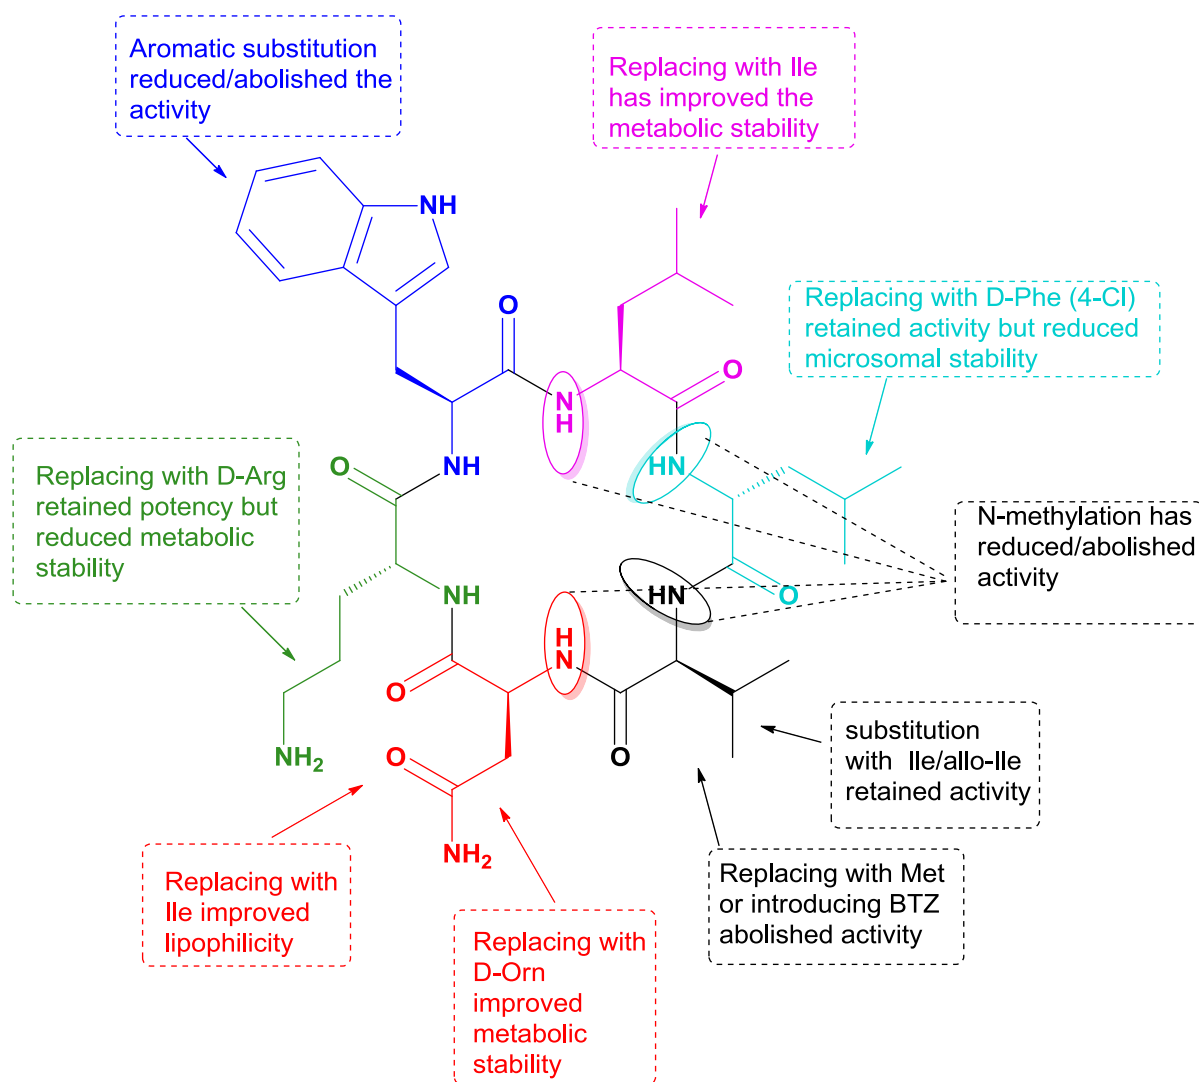 Aromatic substitution
reduced/abolished the
activity
Replacing with Ile
has improved the
metabolic stability
NH
Replacing with D-Phe (4-Cl)
retained activity but reduced
microsomal stability
O
O
N
H
Replacing with D-Arg
retained potency but
reduced metabolic
stability
O
NH
HN
N-methylation has
reduced/abolished
activity
NH
HN
O
H
N
O
O
O
NH2
substitution
with Ile/allo-Ile
retained activity
NH2
Replacing with
Ile improved
lipophilicity
Replacing with
D-Orn
improved
metabolic
stability
Replacing with Met
or introducing BTZ
abolished activity